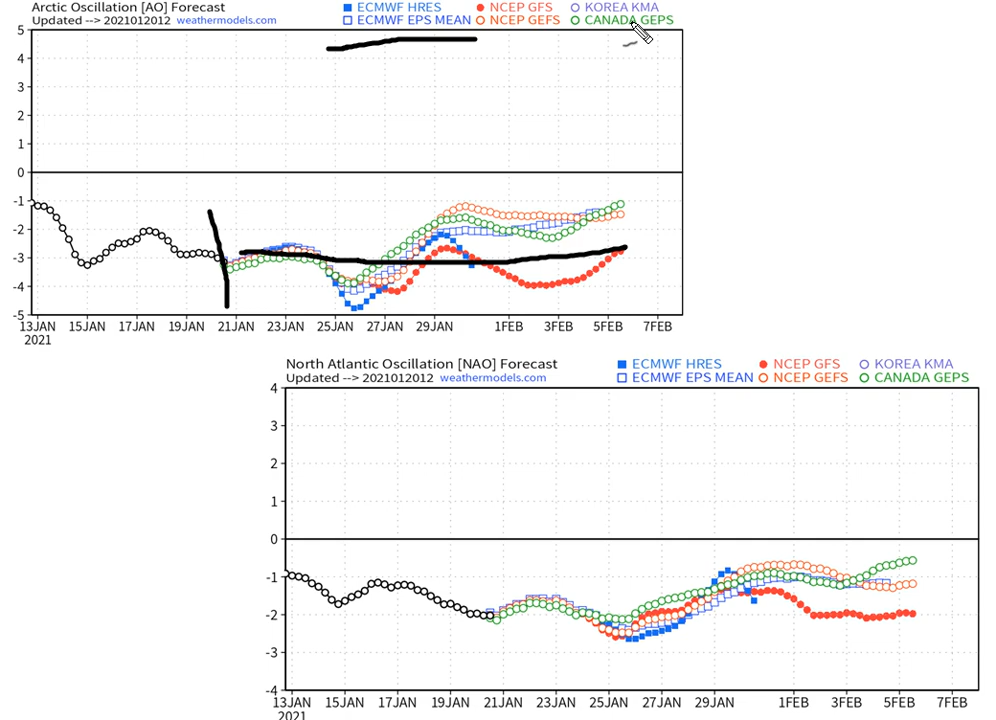 Arctic Oscillation [AO] Forecast
Updated --> 2021012012 weathermodels.com
ECMWF HRES NCEP GFS KOREA KMA
ECMWF EPS MEAN NCEP GEFS CANADA GEPS
5
4
3
2
1
0
-1
-2
-3
-4
-5
13JAN 15JAN 17JAN 19JAN 21JAN 23JAN 25JAN 27JAN 29JAN 1FEB 3FEB 5FEB 7FEB
2021
North Atlantic Oscillation [NAO] Forecast
Updated --> 2021012012 weathermodels.com
ECMWF HRES NCEP GFS KOREA KMA
ECMWF EPS MEAN NCEP GEFS CANADA GEPS
4
3
2
1
0
-1
-2
-3
-4
13JAN 15JAN 17JAN 19JAN 21JAN 23JAN 25JAN 27JAN 29JAN 1FEB 3FEB 5FEB 7FEB
2021